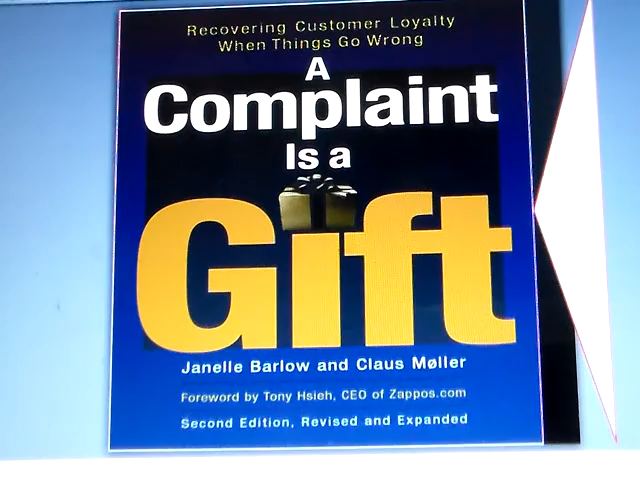 Recovering Customer Loyalty
When Things Go Wrong
A
Complaint
Is a
Gift
Janelle Barlow and Claus Møller
Foreword by Tony Hsieh, CEO of Zappos.com
Second Edition, Revised and Expanded